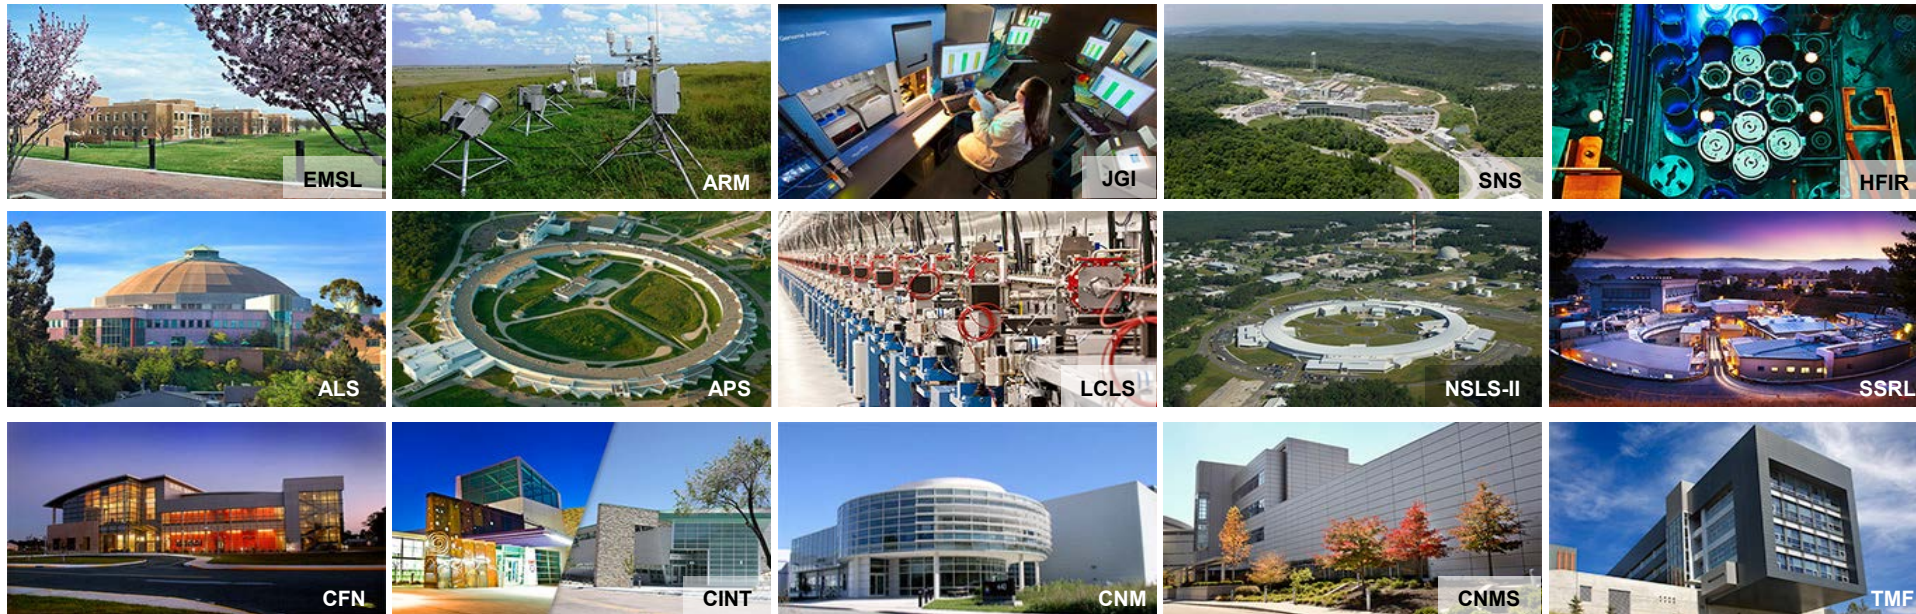 EMSL
ARM
JGI
SNS
HFIR
ALS
APS
LCLS
NSLS-II
SSRL
CFN
CINT
CNM
CNMS
TMF